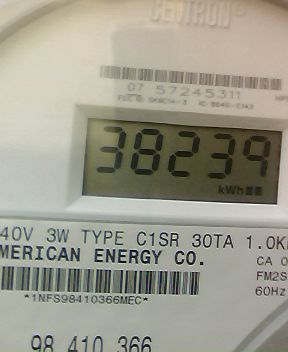 CENTRON®
07 57245311
38239
kWh
40V 3W TYPE C1SR 30TA 1.0K
MERICAN ENERGY CO.
CA 0
FM2S
60Hz
*1NFS98410366MEC*
98 410 366